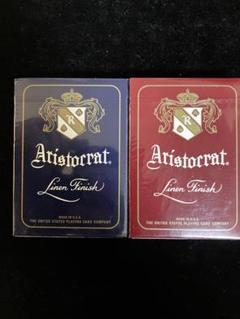 R
Aristocrat.
Linen Finish
MADE IN U.S.A.
THE UNITED STATES PLAYING CARD COMPANY
R
Aristocrat.
Linen Finish
MADE IN U.S.A.
THE UNITED STATES PLAYING CARD COMPANY